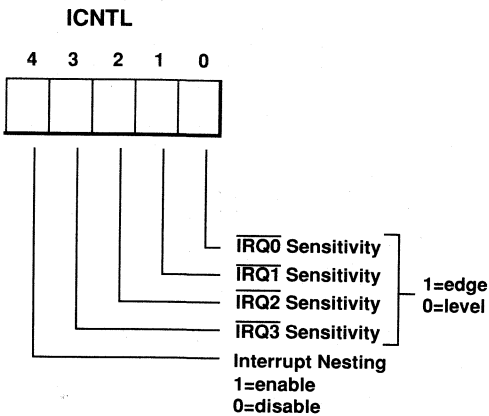 ICNTL
4 3 2 1 0
IRQ0 Sensitivity
IRQ1 Sensitivity
IRQ2 Sensitivity
IRQ3 Sensitivity
1=edge
0=level
Interrupt Nesting
1=enable
0=disable